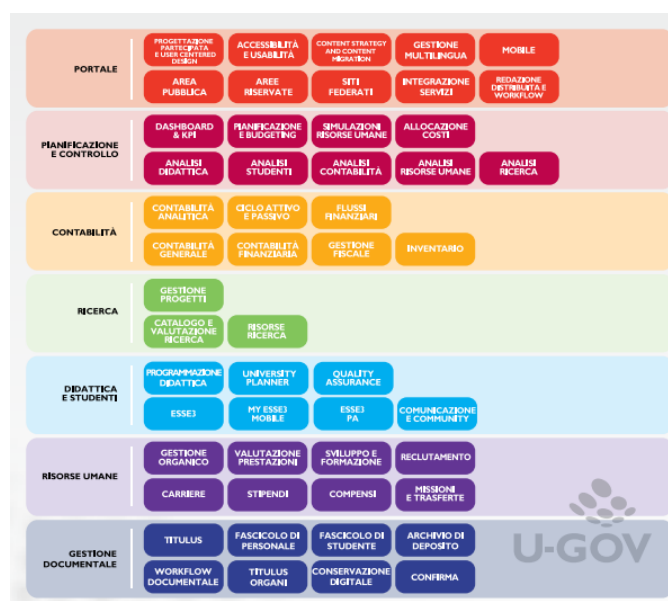 PORTALE
PROGETTAZIONE
PARTECIPATA
E USER CENTERED
DESIGN
ACCESSIBILITÀ
E USABILITÀ
CONTENT STRATEGY
AND CONTENT
MIGRATION
GESTIONE
MULTILINGUA
MOBILE
AREA
PUBBLICA
AREE
RISERVATE
SITI
FEDERATI
INTEGRAZIONE
SERVIZI
REDAZIONE
DISTRIBUITA E
WORKFLOW
PIANIFICAZIONE
E CONTROLLO
DASHBOARD
& KPI
PIANIFICAZIONE
E BUDGETING
SIMULAZIONI
RISORSE UMANE
ALLOCAZIONE
COSTI
ANALISI
DIDATTICA
ANALISI
STUDENTI
ANALISI
CONTABILITÀ
ANALISI
RISORSE UMANE
ANALISI
RICERCA
CONTABILITÀ
CONTABILITÀ
ANALITICA
CICLO ATTIVO
E PASSIVO
FLUSSI
FINANZIARI
CONTABILITÀ
GENERALE
CONTABILITÀ
FINANZIARIA
GESTIONE
FISCALE
INVENTARIO
RICERCA
GESTIONE
PROGETTI
CATALOGO E
VALUTAZIONE
RICERCA
RISORSE
RICERCA
DIDATTICA
E STUDENTI
PROGRAMMAZIONE
DIDATTICA
UNIVERSITY
PLANNER
QUALITY
ASSURANCE
ESSE3
MY ESSE3
MOBILE
ESSE3
PA
COMUNICAZIONE
E COMMUNITY
RISORSE UMANE
GESTIONE
ORGANICO
VALUTAZIONE
PRESTAZIONI
SVILUPPO E
FORMAZIONE
RECLUTAMENTO
CARRIERE
STIPENDI
COMPENSI
MISSIONI
E TRASFERTE
GESTIONE
DOCUMENTALE
TITULUS
FASCICOLO DI
PERSONALE
FASCICOLO DI
STUDENTE
ARCHIVIO DI
DEPOSITO
WORKFLOW
DOCUMENTALE
TITULUS
ORGANI
CONSERVAZIONE
DIGITALE
CONFIRMA
U-GOV